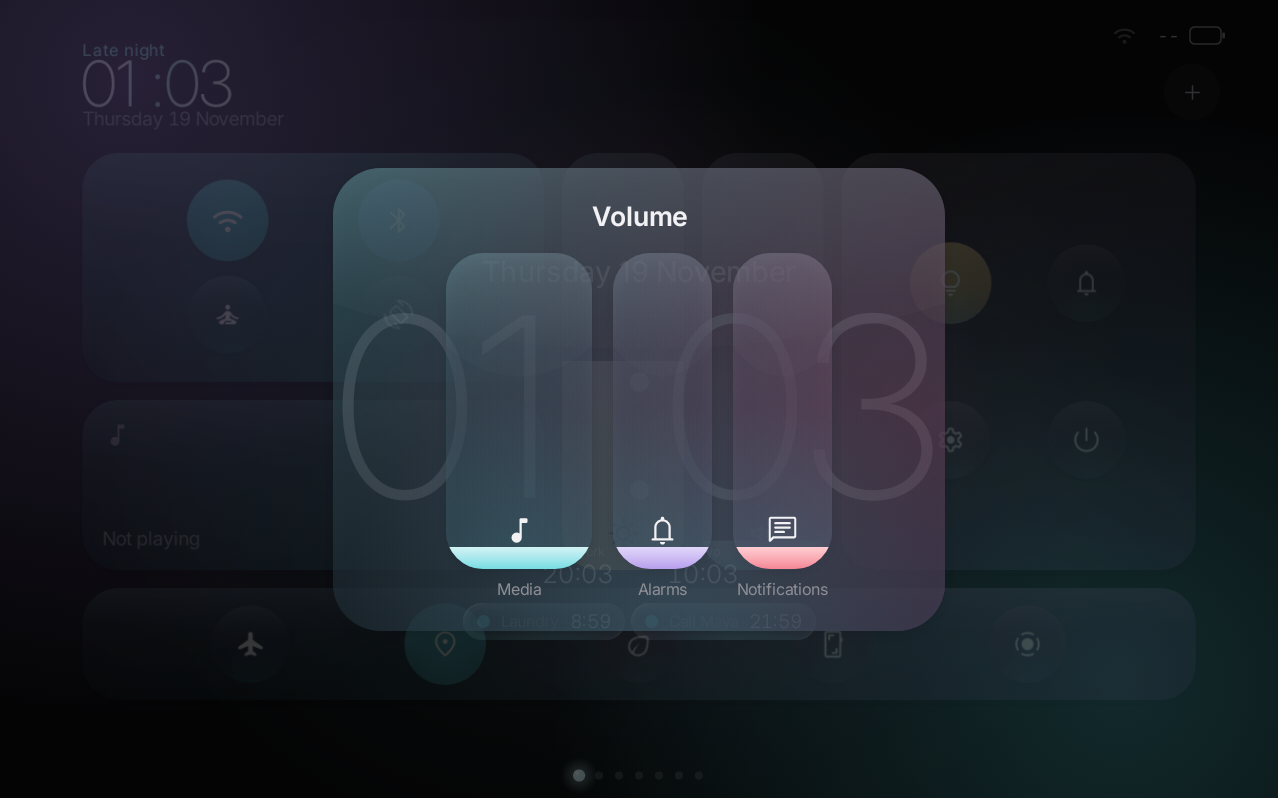 Late night
01:03
Thursday 19 November
--
Volume
Thursday 19 November
01:03
Not playing
20:03 10:03
Media Alarms Notifications
Laundry 8:59 21:59